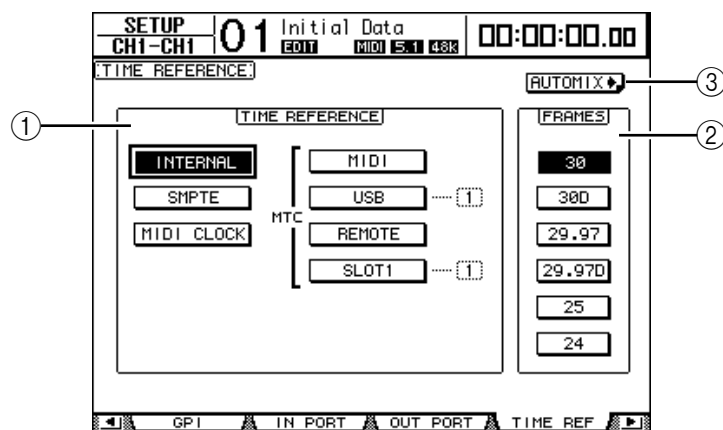 SETUP
CH1-CH1
01
Initial Data
EDIT MIDI 5.1 48k
00:00:00.00
TIME REFERENCE
AUTOMIX
③
①
TIME REFERENCE
FRAMES
②
INTERNAL
MIDI
30
SMPTE
USB
1
30D
MTC
MIDI CLOCK
REMOTE
29.97
SLOT1
1
29.97D
25
24
GPI
IN PORT
OUT PORT
TIME REF